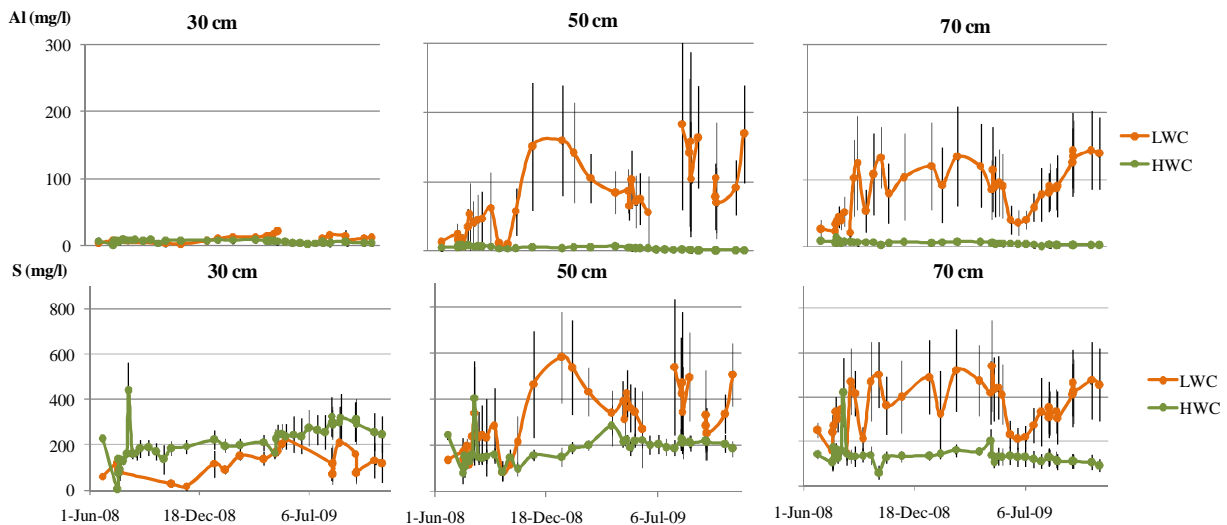 Al (mg/l)
30 cm
50 cm
70 cm
300
200
100
0
LWC
HWC
S (mg/l)
30 cm
50 cm
70 cm
800
600
400
200
0
LWC
HWC
1-Jun-08 18-Dec-08 6-Jul-09
1-Jun-08 18-Dec-08 6-Jul-09
1-Jun-08 18-Dec-08 6-Jul-09